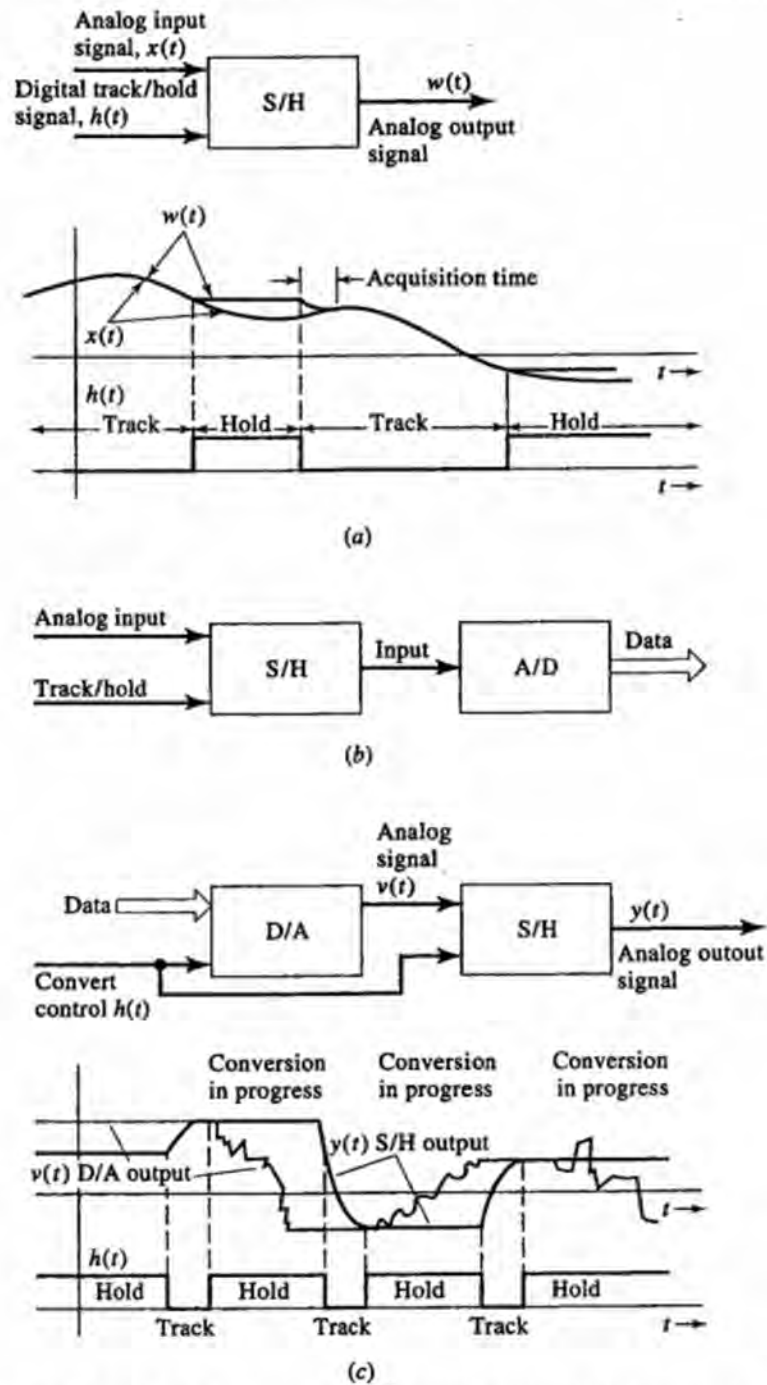 Analog input
signal, x(t)
Digital track/hold
signal, h(t)
S/H
w(t)
Analog output
signal
w(t)
Acquisition time
x(t)
t
h(t)
Track
Hold
Track
Hold
t
(a)
Analog input
Track/hold
S/H
Input
A/D
Data
(b)
Data
Convert
control h(t)
D/A
Analog
signal
v(t)
S/H
y(t)
Analog outout
signal
Conversion
in progress
Conversion
in progress
Conversion
in progress
v(t) D/A output
y(t) S/H output
t
h(t)
Hold
Hold
Hold
Hold
Track
Track
Track
t
(c)